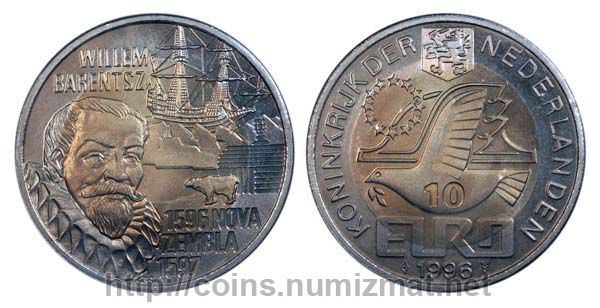 WILLEM
BARENTSZ
1596 NOVA
ZEMBLA
1597
KONINKRIJK DER NEDERLANDEN
10
EURO
1996
http://coins.numizmat.net